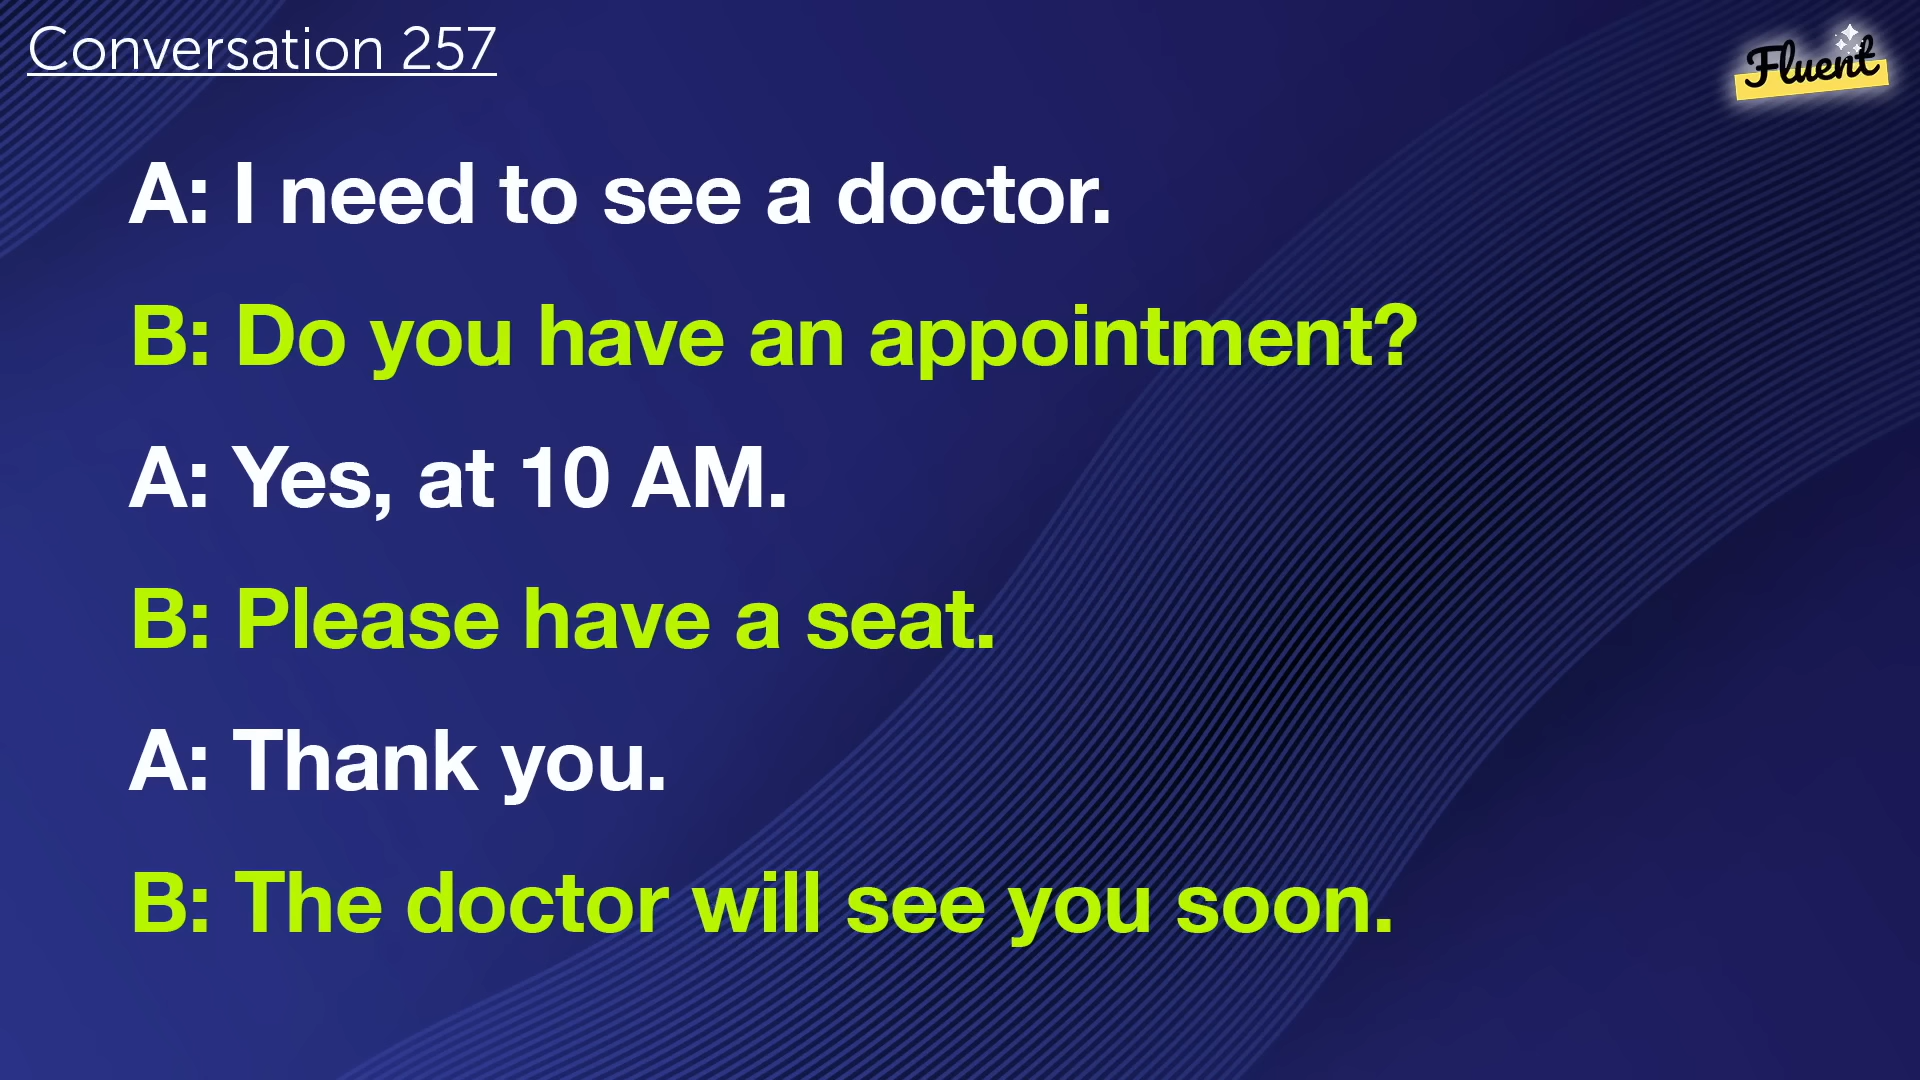 Conversation 257
Fluent
A: I need to see a doctor.
B: Do you have an appointment?
A: Yes, at 10 AM.
B: Please have a seat.
A: Thank you.
B: The doctor will see you soon.